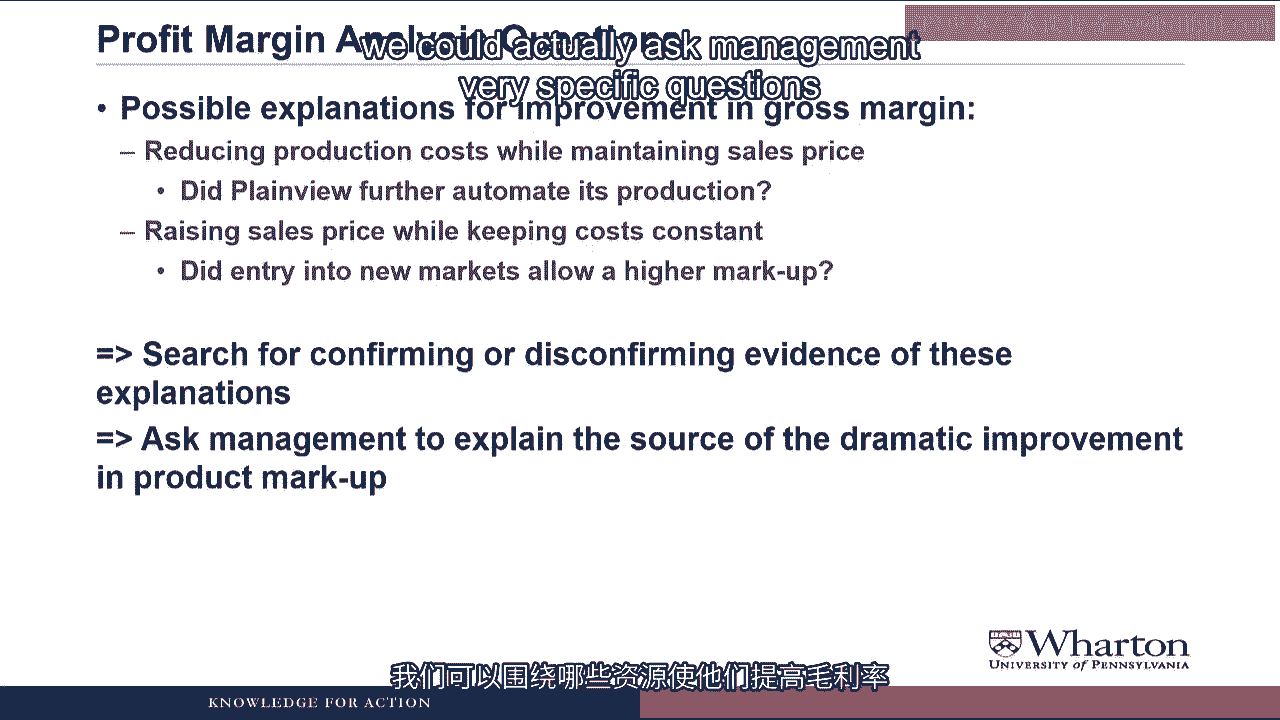 Profit Margin Analysis Questions
we could actually ask management
very specific questions
• Possible explanations for improvement in gross margin:
– Reducing production costs while maintaining sales price
• Did Plainview further automate its production?
– Raising sales price while keeping costs constant
• Did entry into new markets allow a higher mark-up?
=> Search for confirming or disconfirming evidence of these
explanations
=> Ask management to explain the source of the dramatic improvement
in product mark-up
Wharton
UNIVERSITY of PENNSYLVANIA
我们可以围绕哪些资源使他们提高毛利率
KNOWLEDGE FOR ACTION